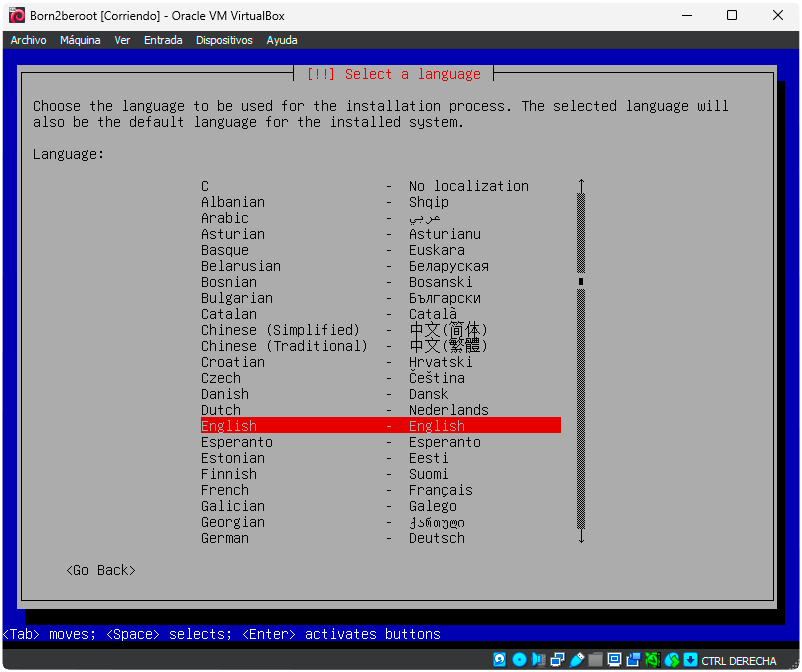 Born2beroot [Corriendo] - Oracle VM VirtualBox
Archivo Máquina Ver Entrada Dispositivos Ayuda
[!!] Select a language
Choose the language to be used for the installation process. The selected language will
also be the default language for the installed system.
Language:
C - No localization
Albanian - Shqip
Arabic - عربي
Asturian - Asturianu
Basque - Euskara
Belarusian - Беларуская
Bosnian - Bosanski
Bulgarian - Български
Catalan - Català
Chinese (Simplified) - 中文(简体)
Chinese (Traditional) - 中文(繁體)
Croatian - Hrvatski
Czech - Čeština
Danish - Dansk
Dutch - Nederlands
English - English
Esperanto - Esperanto
Estonian - Eesti
Finnish - Suomi
French - Français
Galician - Galego
Georgian - ქართული
German - Deutsch
<Go Back>
<Tab> moves; <Space> selects; <Enter> activates buttons
CTRL DERECHA